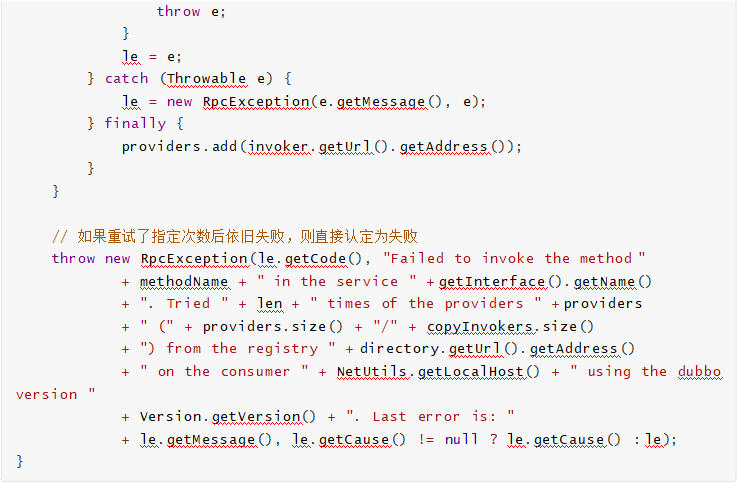 throw e;
            }
            le = e;
        } catch (Throwable e) {
            le = new RpcException(e.getMessage(), e);
        } finally {
            providers.add(invoker.getUrl().getAddress());
        }
    }

    // 如果重试了指定次数后依旧失败，则直接认定为失败
    throw new RpcException(le.getCode(), "Failed to invoke the method "
            + methodName + " in the service " + getInterface().getName()
            + ". Tried " + len + " times of the providers " + providers
            + " (" + providers.size() + "/" + copyInvokers.size()
            + ") from the registry " + directory.getUrl().getAddress()
            + " on the consumer " + NetUtils.getLocalHost() + " using the dubbo
version "
            + Version.getVersion() + ". Last error is: "
            + le.getMessage(), le.getCause() != null ? le.getCause() : le);
}